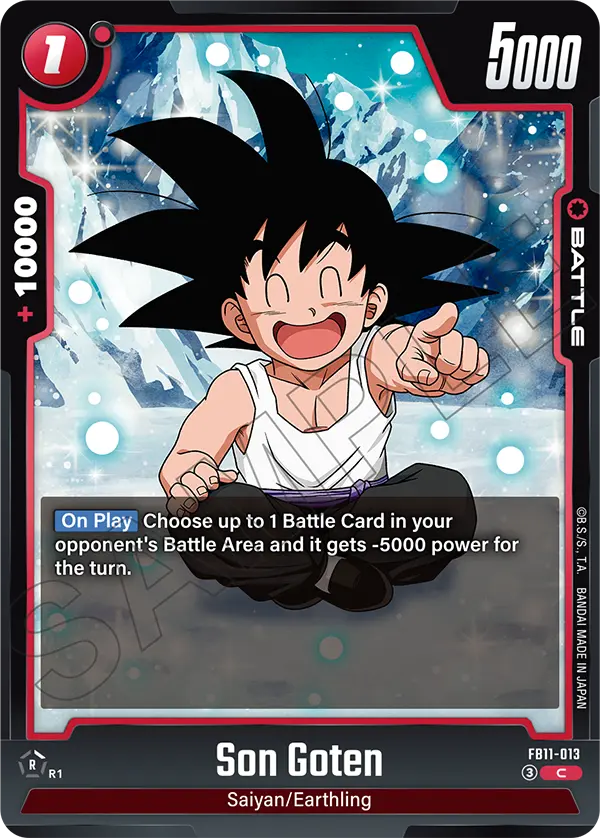 1
5000
+ 10000
BATTLE
SAMPLE
On Play Choose up to 1 Battle Card in your
opponent's Battle Area and it gets -5000 power for
the turn.
©B.S./S., T.A. BANDAI MADE IN JAPAN
R
R1
Son Goten
FB11-013
3 C
Saiyan/Earthling